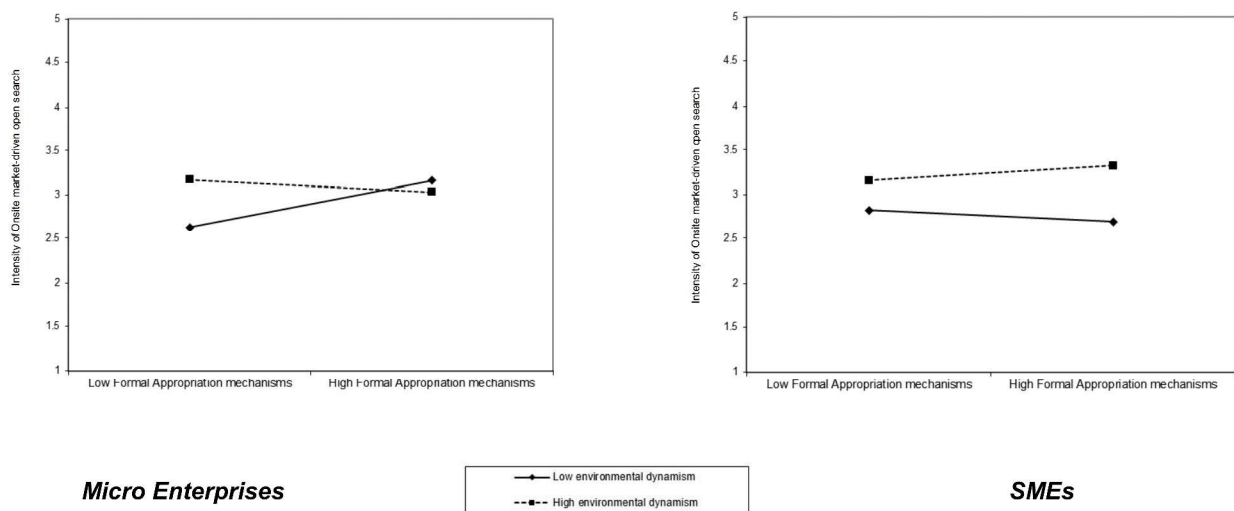 Intensity of Onsite market-driven open search
5
4.5
4
3.5
3
2.5
2
1.5
1
Low Formal Appropriation mechanisms
High Formal Appropriation mechanisms
Intensity of Onsite market-driven open search
5
4.5
4
3.5
3
2.5
2
1.5
1
Low Formal Appropriation mechanisms
High Formal Appropriation mechanisms
Micro Enterprises
Low environmental dynamism
High environmental dynamism
SMEs